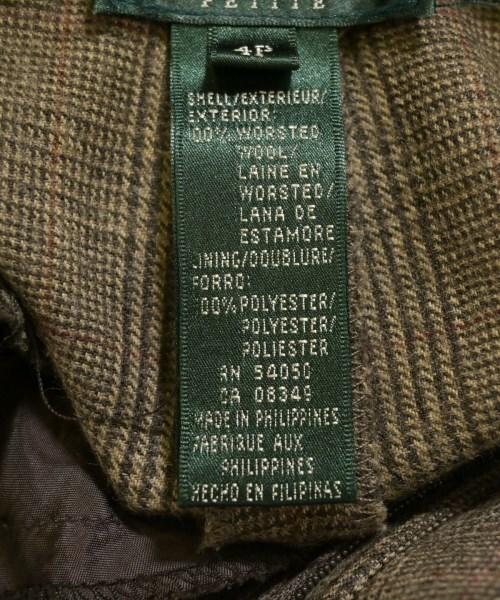 PETITE
4P
SHELL/EXTERIEUR/
EXTERIOR:
100% WORSTED
WOOL/
LAINE EN
WORSTED/
LANA DE
ESTAMORE
LINING/DOUBLURE/
FORRO:
100% POLYESTER/
POLYESTER/
POLIESTER
RN 54050
CA 08349
MADE IN PHILIPPINES
FABRIQUE AUX
PHILIPPINES
HECHO EN FILIPINAS